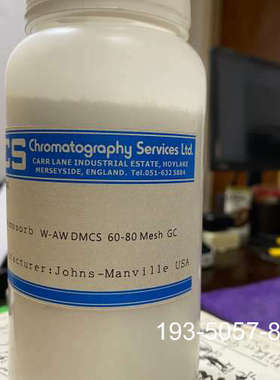 CS Chromatography Services Ltd.
CARR LANE INDUSTRIAL ESTATE, HOYLAKE
MERSEYSIDE, ENGLAND. Tel. 051-632 5884
W-AW DMCS 60-80 Mesh GC
Johns-Manville USA
193-5057-8